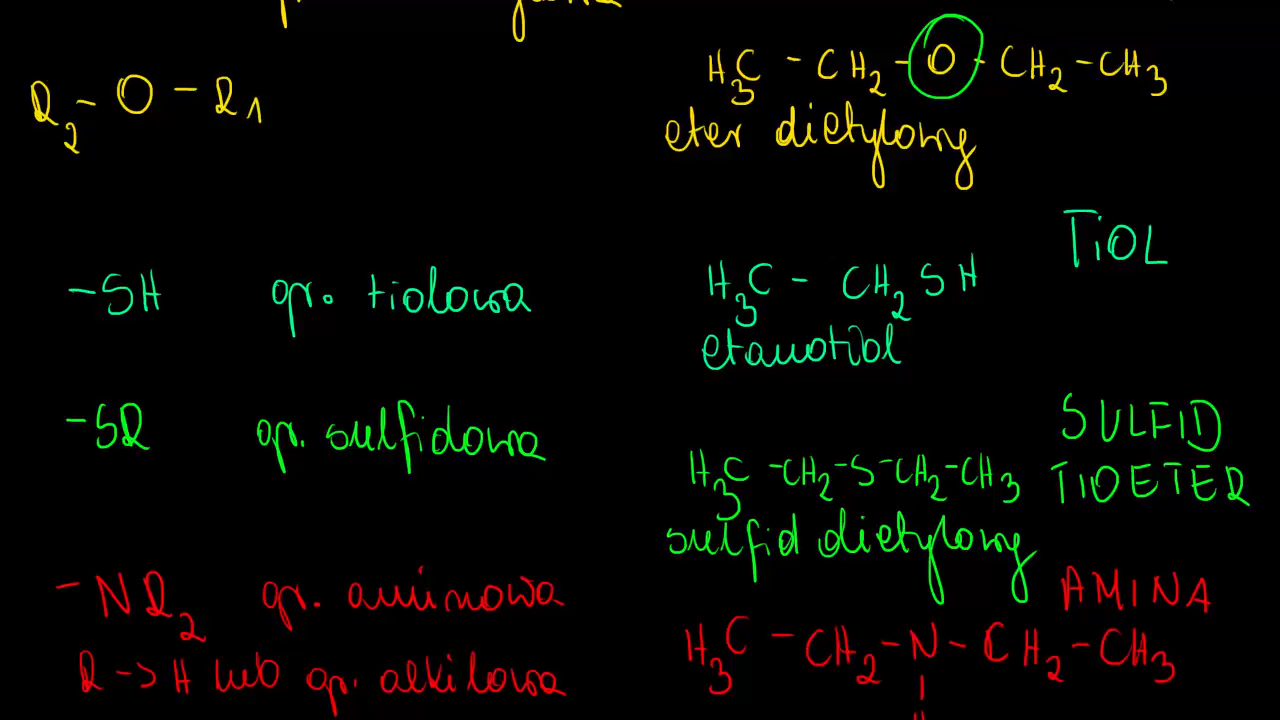 R₂-O-R₁
H₃C-CH₂-O-CH₂-CH₃
eter dietylowy
TiOL
-SH gr. tiolowa
H₃C-CH₂SH
etanotiol
-SR gr. sulfidowa
SULFID
TIOETER
H₃C-CH₂-S-CH₂-CH₃
sulfid dietylowy
-NR₂ gr. aminowa
AMINA
H₃C-CH₂-N-CH₂-CH₃
R->H lub gr. alkilowa